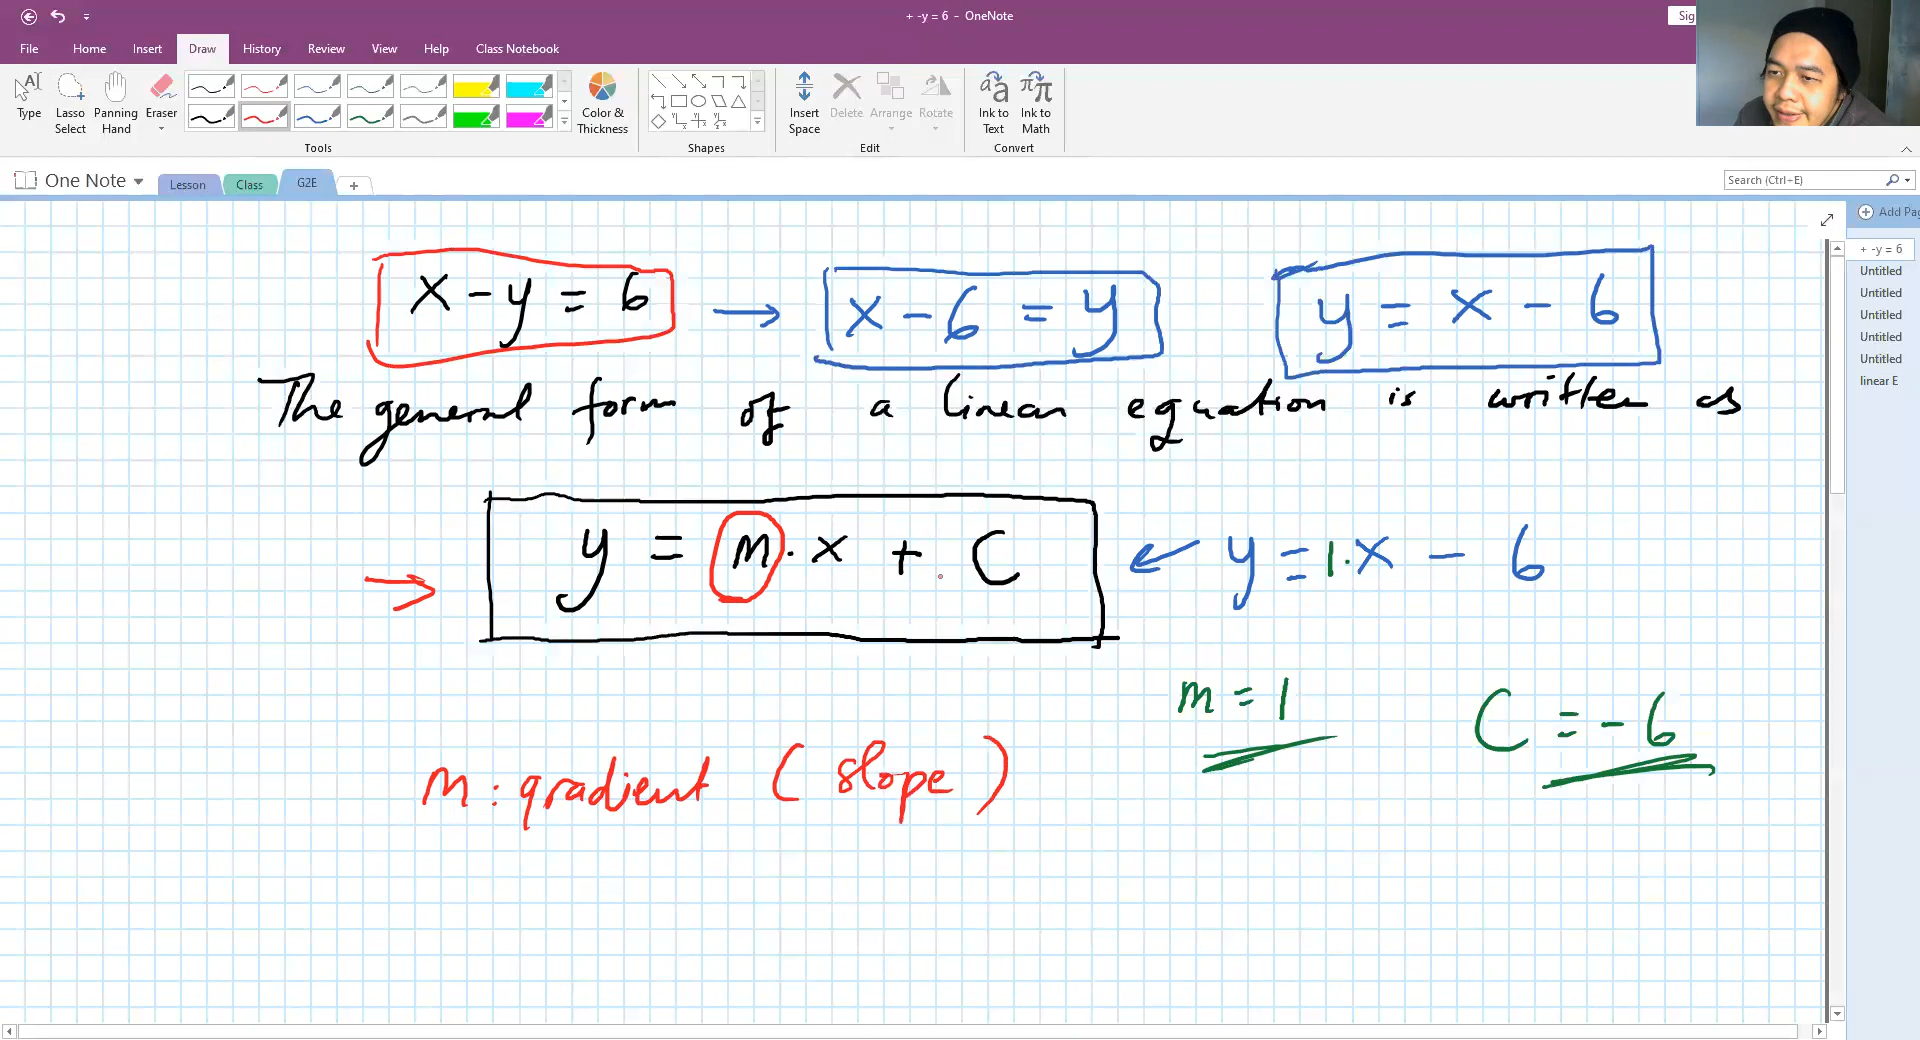 + -y = 6 - OneNote
Sig
File Home Insert Draw History Review View Help Class Notebook
Type
Lasso Select
Panning Hand
Eraser
Color & Thickness
Insert Space
Delete
Arrange
Rotate
Ink to Text
Ink to Math
Tools
Shapes
Edit
Convert
One Note
Lesson
Class
G2E
Search (Ctrl+E)
Add Pag
+ -y = 6
Untitled
Untitled
Untitled
Untitled
Untitled
linear E
x - y = 6 → x - 6 = y y = x - 6
The general form of a linear equation is written as
→ y = m · x + C ← y = 1 · x - 6
m = 1 C = -6
m : gradient ( slope )